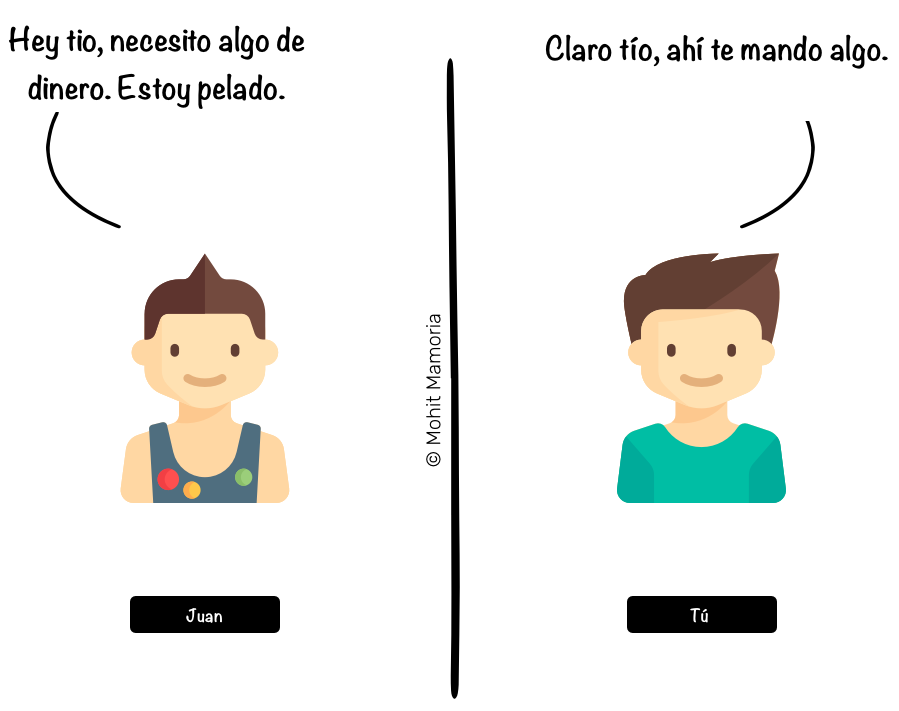 Hey tio, necesito algo de
dinero. Estoy pelado.
Claro tío, ahí te mando algo.
© Mohit Mamoria
Juan
Tú